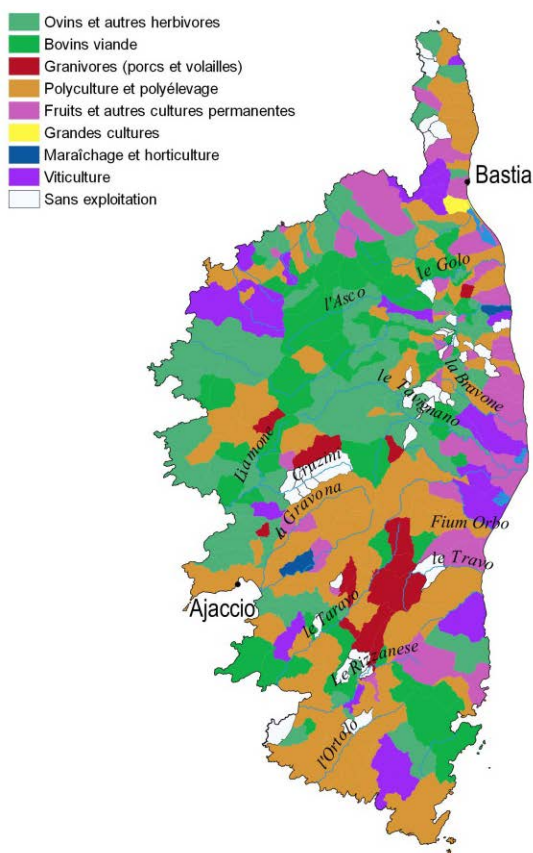 Ovins et autres herbivores
Bovins viande
Granivores (porcs et volailles)
Polyculture et polyélevage
Fruits et autres cultures permanentes
Grandes cultures
Maraîchage et horticulture
Viticulture
Sans exploitation
Bastia
le Golo
l'Asco
la Bravone
le Tavignano
Liamone
Cruzini
la Gravona
Fium Orbo
le Travo
Ajaccio
le Taravo
Le Rizzanese
l'Ortolo